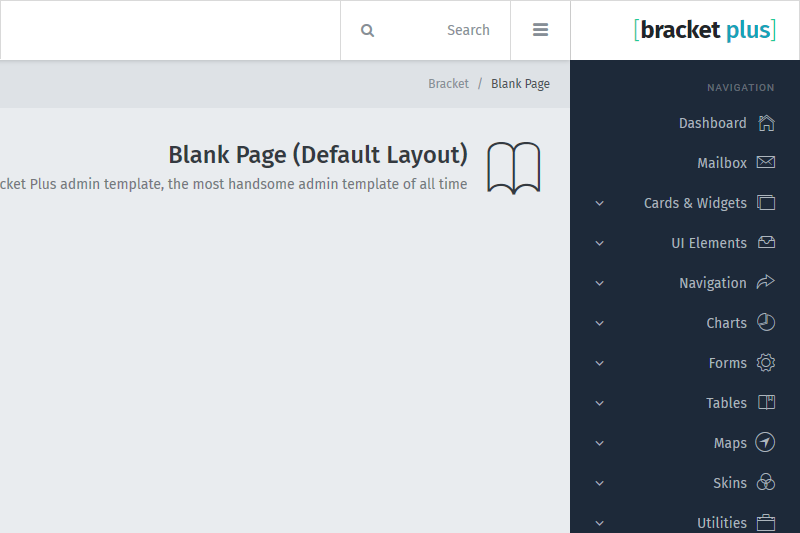 Search
[bracket plus]
Bracket / Blank Page
Blank Page (Default Layout)
Plus admin template, the most handsome admin template of all time
NAVIGATION
Dashboard
Mailbox
Cards & Widgets
UI Elements
Navigation
Charts
Forms
Tables
Maps
Skins
Utilities